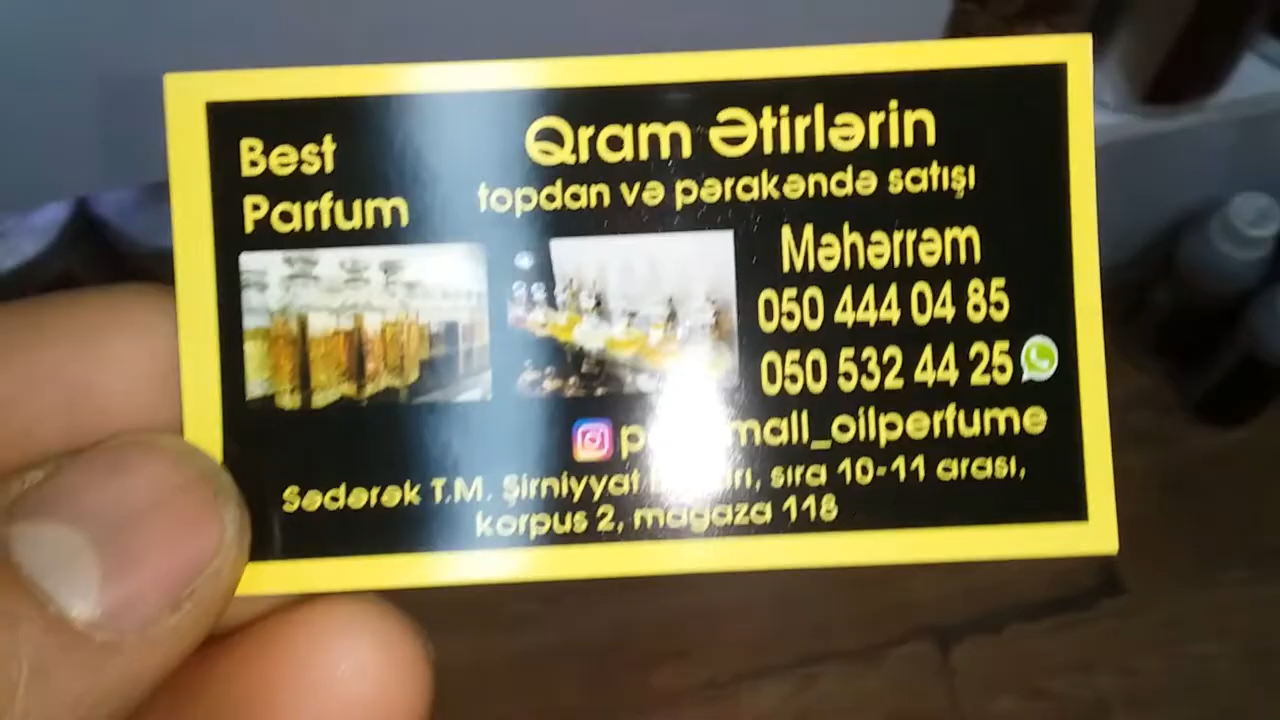 Best
Parfum
Qram Ətirlərin
topdan və pərakəndə satışı
Məhərrəm
050 444 04 85
050 532 44 25
Sədərək T.M. Şirniyyat sıra 10-11 arası,
korpus 2, mağaza 118